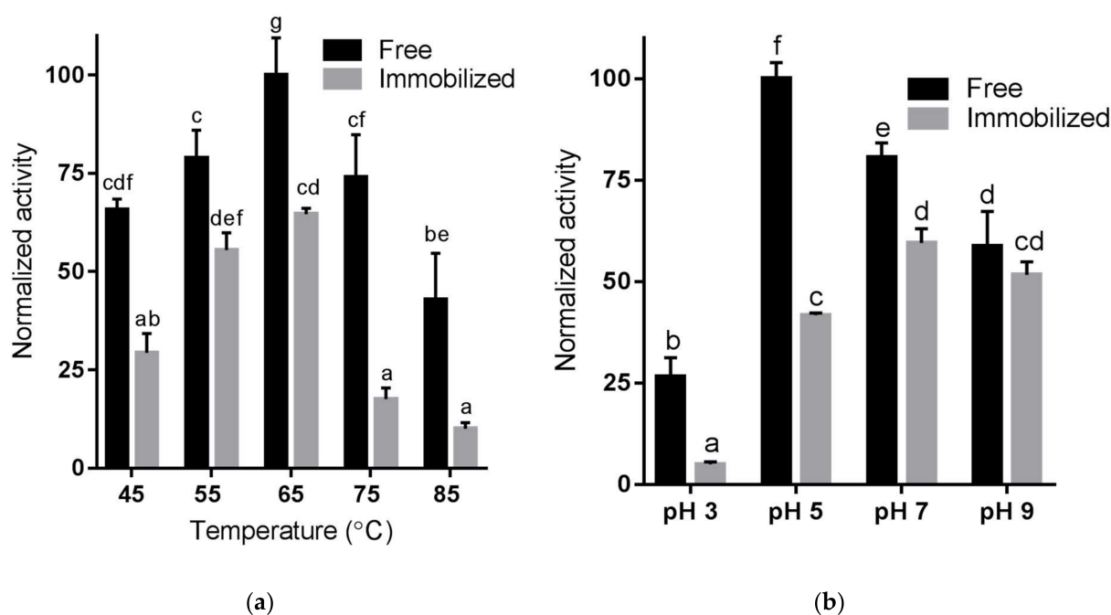 g
Free
Immobilized
100
c
cf
cdf
75
cd
def
be
Normalized activity
50
ab
25
a
a
0
45 55 65 75 85
Temperature (°C)
(a)
f
Free
Immobilized
100
e
75
d
d
cd
Normalized activity
50
c
b
25
a
0
pH 3 pH 5 pH 7 pH 9
(b)